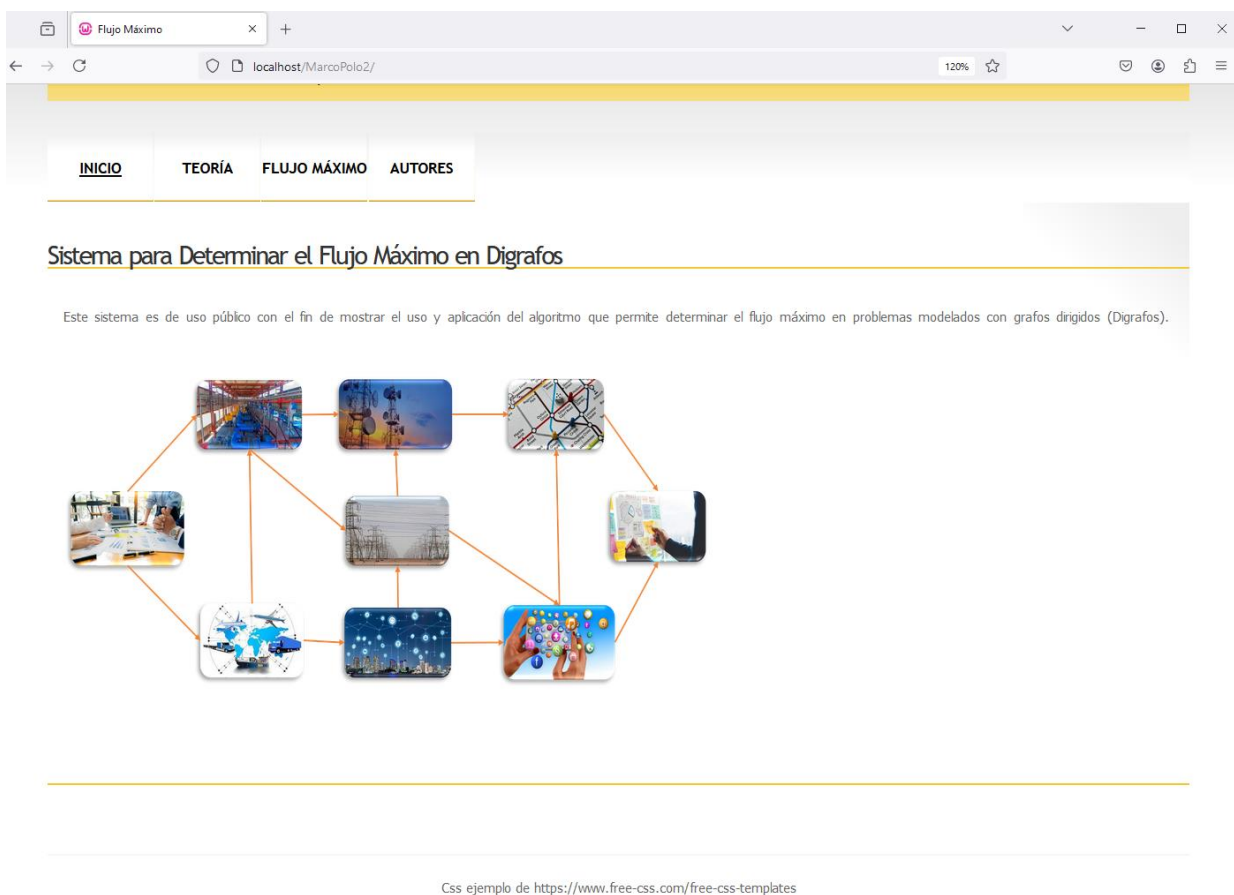 Flujo Máximo
localhost/MarcoPolo2/
120%
INICIO
TEORÍA
FLUJO MÁXIMO
AUTORES
Sistema para Determinar el Flujo Máximo en Digrafos
Este sistema es de uso público con el fin de mostrar el uso y aplicación del algoritmo que permite determinar el flujo máximo en problemas modelados con grafos dirigidos (Digrafos).
Css ejemplo de https://www.free-css.com/free-css-templates